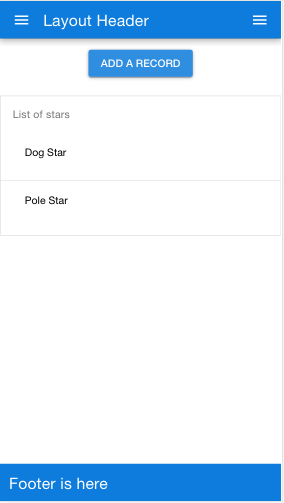 Layout Header
ADD A RECORD
List of stars
Dog Star
Pole Star
Footer is here